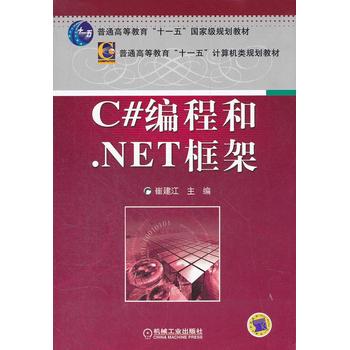 普通高等教育“十一五”国家级规划教材
普通高等教育“十一五”计算机类规划教材
C#编程和
.NET框架
崔建江 主编
机械工业出版社
CHINA MACHINE PRESS